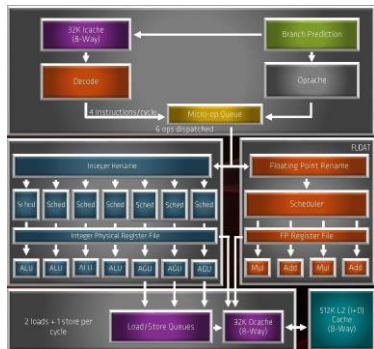 32K Icache
(8-Way)
Branch Prediction
Decode
Opcache
4 instructions/cycle
Micro-op Queue
6 ops dispatched
FLOAT
Integer Rename
Floating Point Rename
Sched Sched Sched Sched Sched Sched Sched
Scheduler
Integer Physical Register File
FP Register File
ALU ALU ALU ALU AGU AGU AGU
Mul Add Mul Add
2 loads + 1 store per
cycle
Load/Store Queues
32K Dcache
(8-Way)
512K L2 (I+D)
Cache
(8-Way)